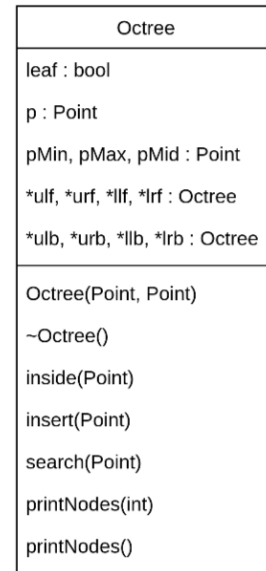 Octree
leaf : bool
p : Point
pMin, pMax, pMid : Point
*ulf, *urf, *llf, *lrf : Octree
*ulb, *urb, *llb, *lrb : Octree
Octree(Point, Point)
~Octree()
inside(Point)
insert(Point)
search(Point)
printNodes(int)
printNodes()